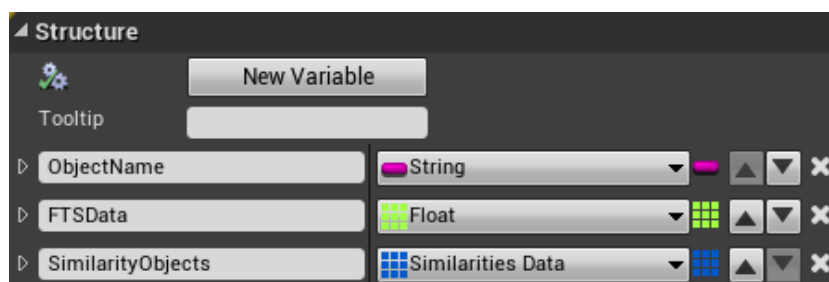 Structure
New Variable
Tooltip
ObjectName String
FTSData Float
SimilarityObjects Similarities Data